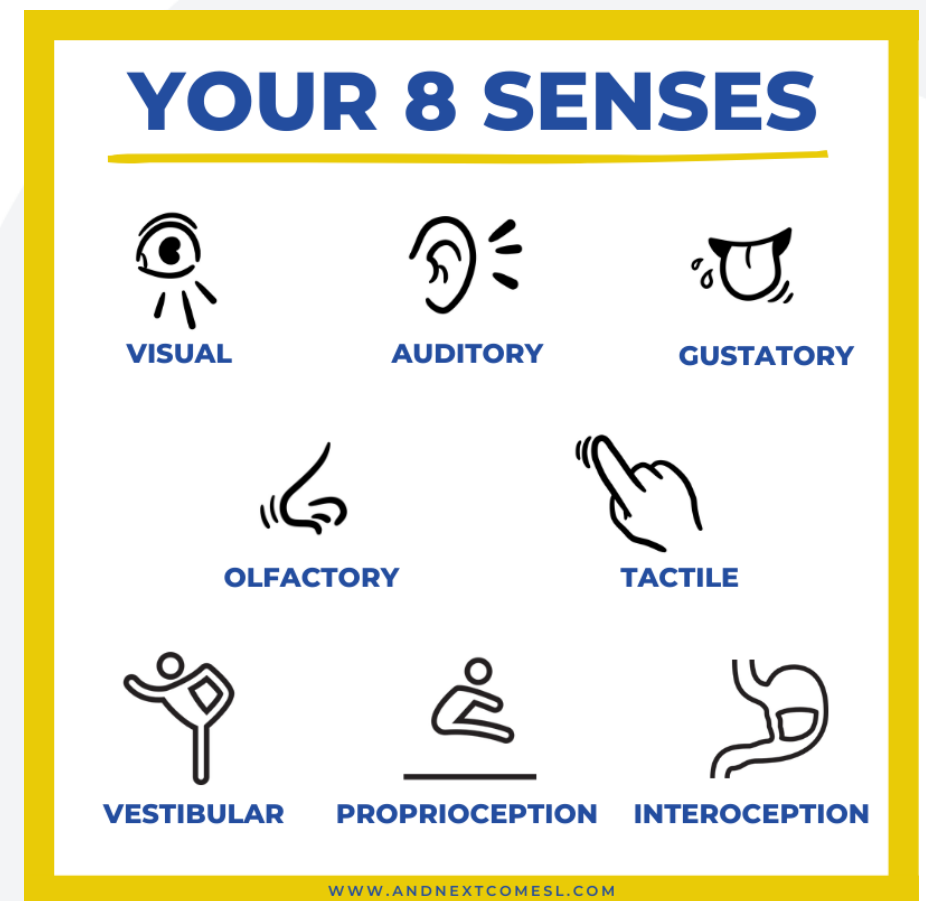 YOUR 8 SENSES
VISUAL
AUDITORY
GUSTATORY
OLFACTORY
TACTILE
VESTIBULAR
PROPRIOCEPTION
INTEROCEPTION
WWW.ANDNEXTCOMESL.COM